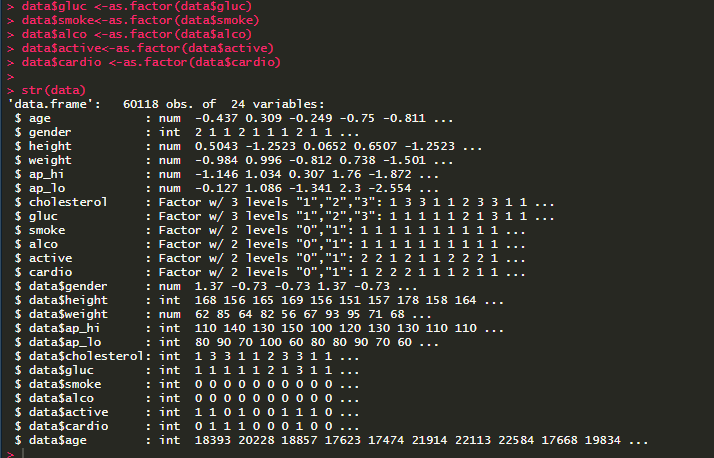 > data$gluc <-as.factor(data$gluc)
> data$smoke<-as.factor(data$smoke)
> data$alco <-as.factor(data$alco)
> data$active<-as.factor(data$active)
> data$cardio <-as.factor(data$cardio)
>
> str(data)
'data.frame':   60118 obs. of  24 variables:
 $ age             : num  -0.437 0.309 -0.249 -0.75 -0.811 ...
 $ gender          : int  2 1 1 2 1 1 1 2 1 1 ...
 $ height          : num  0.5043 -1.2523 0.0652 0.6507 -1.2523 ...
 $ weight          : num  -0.984 0.996 -0.812 0.738 -1.501 ...
 $ ap_hi           : num  -1.146 1.034 0.307 1.76 -1.872 ...
 $ ap_lo           : num  -0.127 1.086 -1.341 2.3 -2.554 ...
 $ cholesterol     : Factor w/ 3 levels "1","2","3": 1 3 3 1 1 2 3 3 1 1 ...
 $ gluc            : Factor w/ 3 levels "1","2","3": 1 1 1 1 1 2 1 3 1 1 ...
 $ smoke           : Factor w/ 2 levels "0","1": 1 1 1 1 1 1 1 1 1 1 ...
 $ alco            : Factor w/ 2 levels "0","1": 1 1 1 1 1 1 1 1 1 1 ...
 $ active          : Factor w/ 2 levels "0","1": 2 2 1 2 1 1 2 2 2 1 ...
 $ cardio          : Factor w/ 2 levels "0","1": 1 2 2 2 1 1 1 2 1 1 ...
 $ data$gender     : num  1.37 -0.73 -0.73 1.37 -0.73 ...
 $ data$height     : int  168 156 165 169 156 151 157 178 158 164 ...
 $ data$weight     : num  62 85 64 82 56 67 93 95 71 68 ...
 $ data$ap_hi      : int  110 140 130 150 100 120 130 130 110 110 ...
 $ data$ap_lo      : int  80 90 70 100 60 80 80 90 70 60 ...
 $ data$cholesterol: int  1 3 3 1 1 2 3 3 1 1 ...
 $ data$gluc       : int  1 1 1 1 1 2 1 3 1 1 ...
 $ data$smoke      : int  0 0 0 0 0 0 0 0 0 0 ...
 $ data$alco       : int  0 0 0 0 0 0 0 0 0 0 ...
 $ data$active     : int  1 1 0 1 0 0 1 1 1 0 ...
 $ data$cardio     : int  0 1 1 1 0 0 0 1 0 0 ...
 $ data$age        : int  18393 20228 18857 17623 17474 21914 22113 22584 17668 19834 ...
>